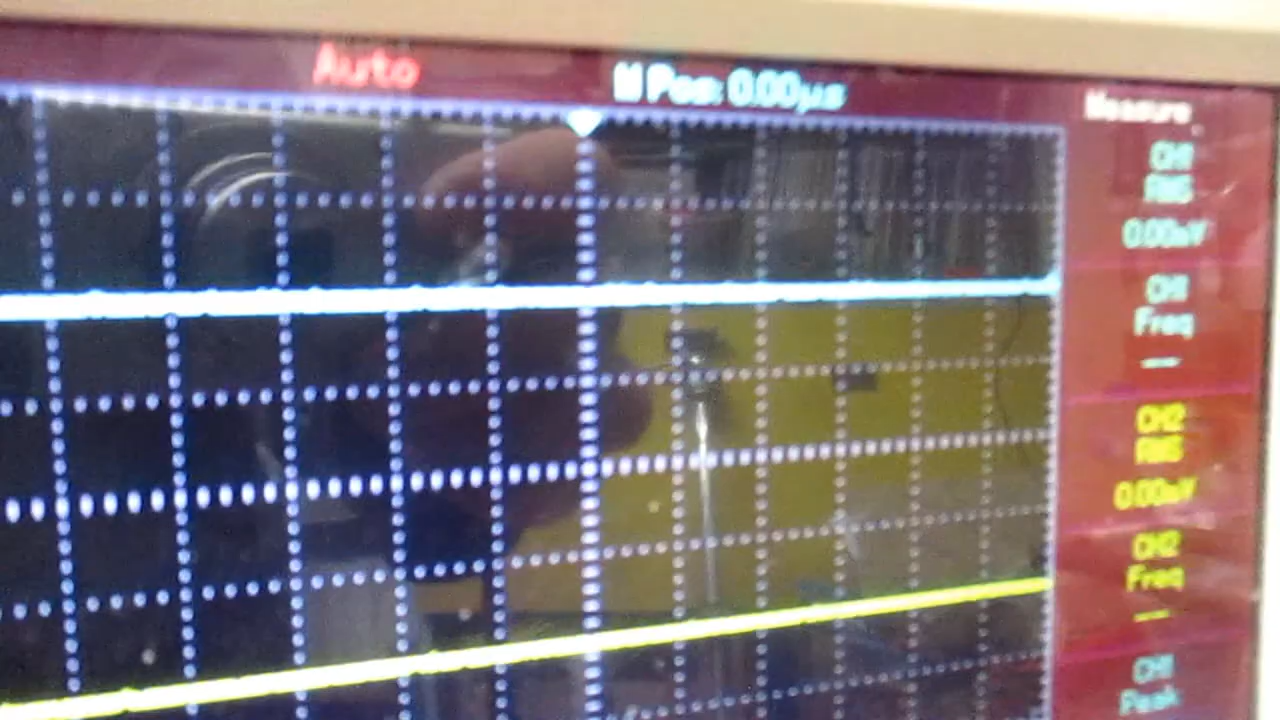 Auto
M Pos: 0.00µs
Measure
CH1
RMS
0.00mV
CH1
Freq
---
CH2
RMS
0.00mV
CH2
Freq
---
CH1
Peak